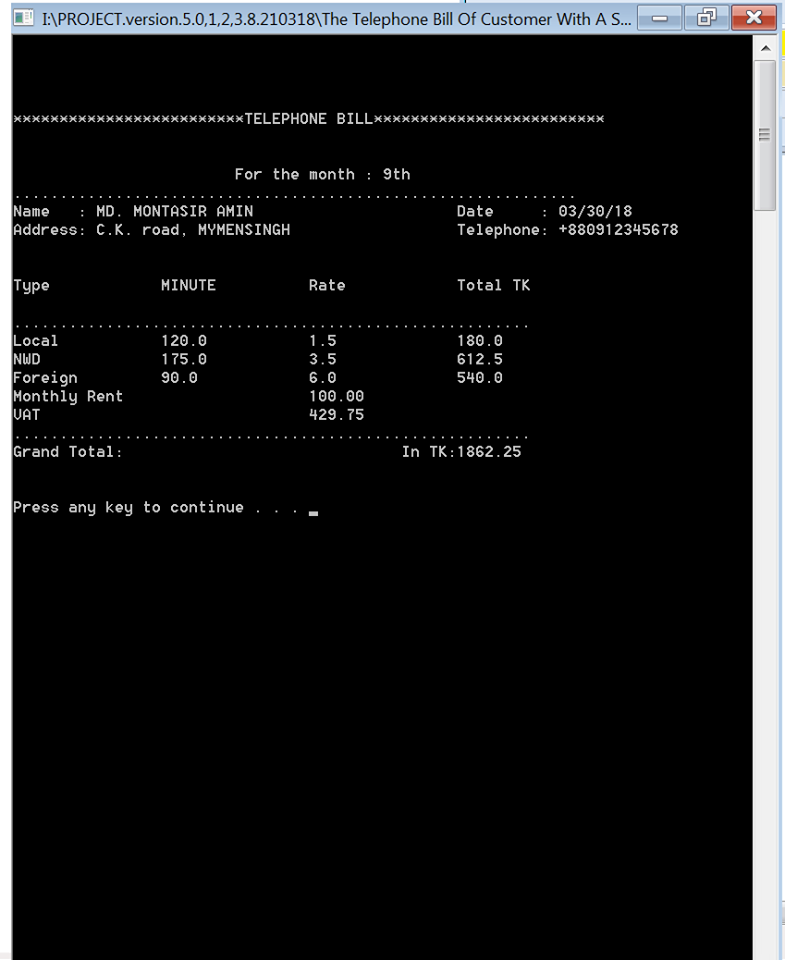 I:\PROJECT.version.5.0,1,2,3.8.210318\The Telephone Bill Of Customer With A S...
*************************TELEPHONE BILL*************************
For the month : 9th
.............................................................
Name   : MD. MONTASIR AMIN                      Date     : 03/30/18
Address: C.K. road, MYMENSINGH                  Telephone: +880912345678
Type            MINUTE          Rate            Total TK
........................................................
Local           120.0           1.5             180.0
NWD             175.0           3.5             612.5
Foreign         90.0            6.0             540.0
Monthly Rent                    100.00
VAT                             429.75
........................................................
Grand Total:                              In TK:1862.25
Press any key to continue . . . _